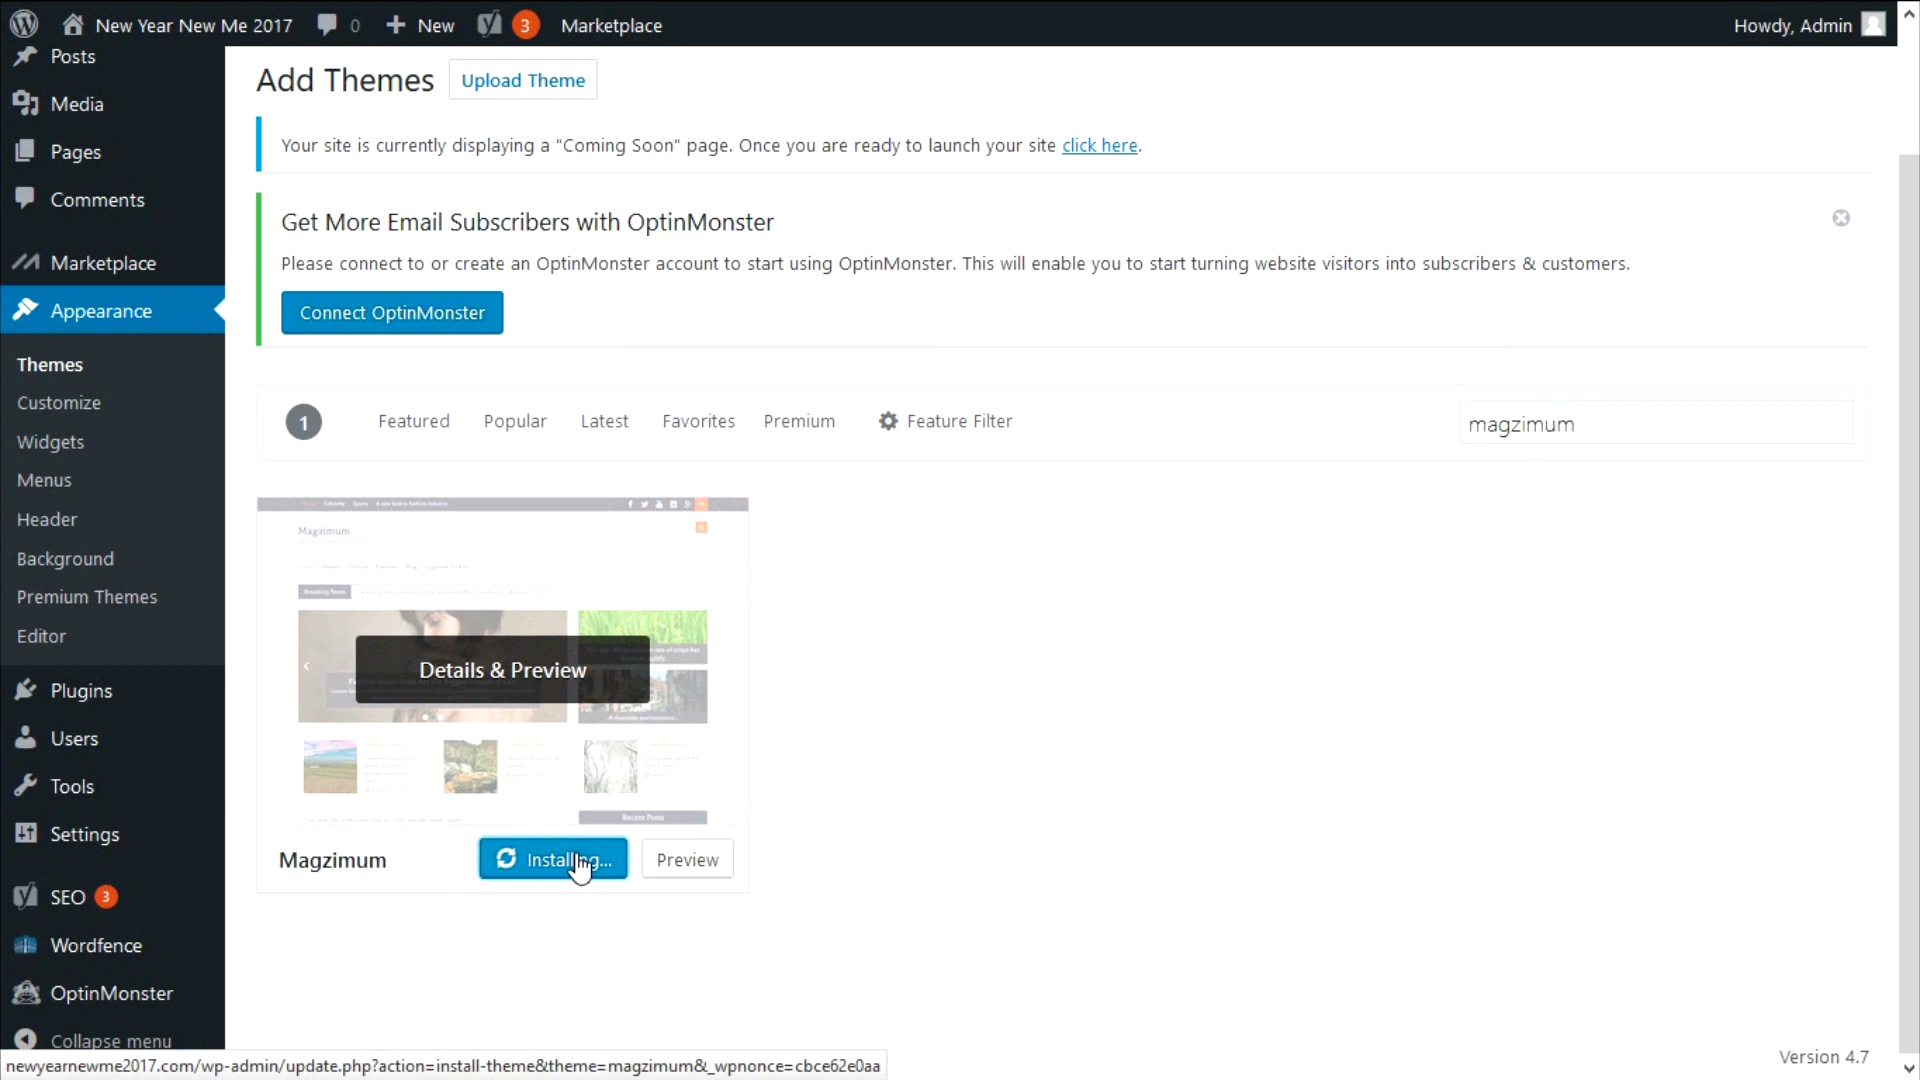 New Year New Me 2017
0
New
3
Marketplace
Howdy, Admin
Posts
Media
Pages
Comments
Marketplace
Appearance
Themes
Customize
Widgets
Menus
Header
Background
Premium Themes
Editor
Plugins
Users
Tools
Settings
SEO 3
Wordfence
OptinMonster
Collapse menu
Add Themes
Upload Theme
Your site is currently displaying a "Coming Soon" page. Once you are ready to launch your site click here.
Get More Email Subscribers with OptinMonster
Please connect to or create an OptinMonster account to start using OptinMonster. This will enable you to start turning website visitors into subscribers & customers.
Connect OptinMonster
1
Featured
Popular
Latest
Favorites
Premium
Feature Filter
magzimum
Magzimum
Breaking News
Details & Preview
Recent Posts
Magzimum
Installing...
Preview
Version 4.7
newyearnewme2017.com/wp-admin/update.php?action=install-theme&theme=magzimum&_wpnonce=cbce62e0aa